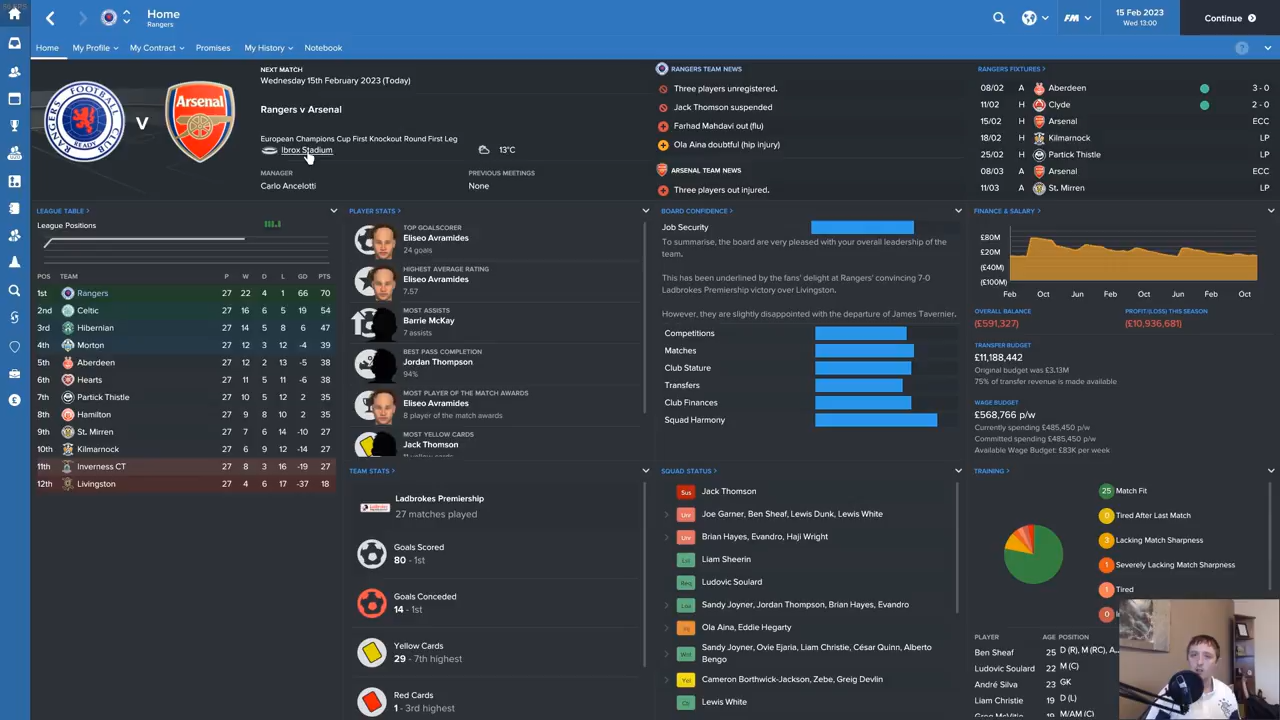 Home
Rangers
FM
15 Feb 2023
Wed 13:00
Continue
Home
My Profile
My Contract
Promises
My History
Notebook
NEXT MATCH
Wednesday 15th February 2023 (Today)
V
Arsenal
Rangers v Arsenal
European Champions Cup First Knockout Round First Leg
Ibrox Stadium
13°C
MANAGER
PREVIOUS MEETINGS
Carlo Ancelotti
None
RANGERS TEAM NEWS
Three players unregistered.
Jack Thomson suspended
Farhad Mahdavi out (flu)
Ola Aina doubtful (hip injury)
ARSENAL TEAM NEWS
Three players out injured.
RANGERS FIXTURES >
08/02 A Aberdeen 3 - 0
11/02 H Clyde 2 - 0
15/02 H Arsenal ECC
18/02 H Kilmarnock LP
25/02 H Partick Thistle LP
08/03 A Arsenal ECC
11/03 A St. Mirren LP
LEAGUE TABLE >
League Positions
POS TEAM P W D L GD PTS
1st Rangers 27 22 4 1 66 70
2nd Celtic 27 16 6 5 19 54
3rd Hibernian 27 14 5 8 6 47
4th Morton 27 12 3 12 -4 39
5th Aberdeen 27 12 2 13 -5 38
6th Hearts 27 11 5 11 -6 38
7th Partick Thistle 27 10 5 12 2 35
8th Hamilton 27 9 8 10 2 35
9th St. Mirren 27 7 6 14 -10 27
10th Kilmarnock 27 6 9 12 -14 27
11th Inverness CT 27 8 3 16 -19 27
12th Livingston 27 4 6 17 -37 18
PLAYER STATS >
TOP GOALSCORER
Eliseo Avramides
24 goals
HIGHEST AVERAGE RATING
Eliseo Avramides
7.57
MOST ASSISTS
Barrie McKay
7 assists
BEST PASS COMPLETION
Jordan Thompson
94%
MOST PLAYER OF THE MATCH AWARDS
Eliseo Avramides
8 player of the match awards
MOST YELLOW CARDS
Jack Thomson
BOARD CONFIDENCE >
Job Security
To summarise, the board are very pleased with your overall leadership of the
team.
This has been underlined by the fans' delight at Rangers' convincing 7-0
Ladbrokes Premiership victory over Livingston.
However, they are slightly disappointed with the departure of James Tavernier.
Competitions
Matches
Club Stature
Transfers
Club Finances
Squad Harmony
FINANCE & SALARY >
£80M
£20M
(£40M)
(£100M)
Feb Oct Jun Feb Oct Jun Feb Oct
OVERALL BALANCE
PROFIT/(LOSS) THIS SEASON
(£591,327)
(£10,936,681)
TRANSFER BUDGET
£11,188,442
Original budget was £3.13M
75% of transfer revenue is made available
WAGE BUDGET
£568,766 p/w
Currently spending £485,450 p/w
Committed spending £485,450 p/w
Available Wage Budget: £83K per week
TEAM STATS >
Ladbrokes Premiership
27 matches played
Goals Scored
80 - 1st
Goals Conceded
14 - 1st
Yellow Cards
29 - 7th highest
Red Cards
1 - 3rd highest
SQUAD STATUS >
Sus Jack Thomson
Unr Joe Garner, Ben Sheaf, Lewis Dunk, Lewis White
Unr Brian Hayes, Evandro, Haji Wright
Liam Sheerin
Ludovic Soulard
Sandy Joyner, Jordan Thompson, Brian Hayes, Evandro
Ola Aina, Eddie Hegarty
Sandy Joyner, Ovie Ejaria, Liam Christie, César Quinn, Alberto
Bengo
Yel Cameron Borthwick-Jackson, Zebe, Greig Devlin
Lewis White
TRAINING >
25 Match Fit
0 Tired After Last Match
3 Lacking Match Sharpness
1 Severely Lacking Match Sharpness
1 Tired
0
PLAYER AGE POSITION
Ben Sheaf 25 D (R), M (RC), A...
Ludovic Soulard 22 M (C)
André Silva 23 GK
Liam Christie 19 D (L)
Greig McVitie 19 M/AM (C)